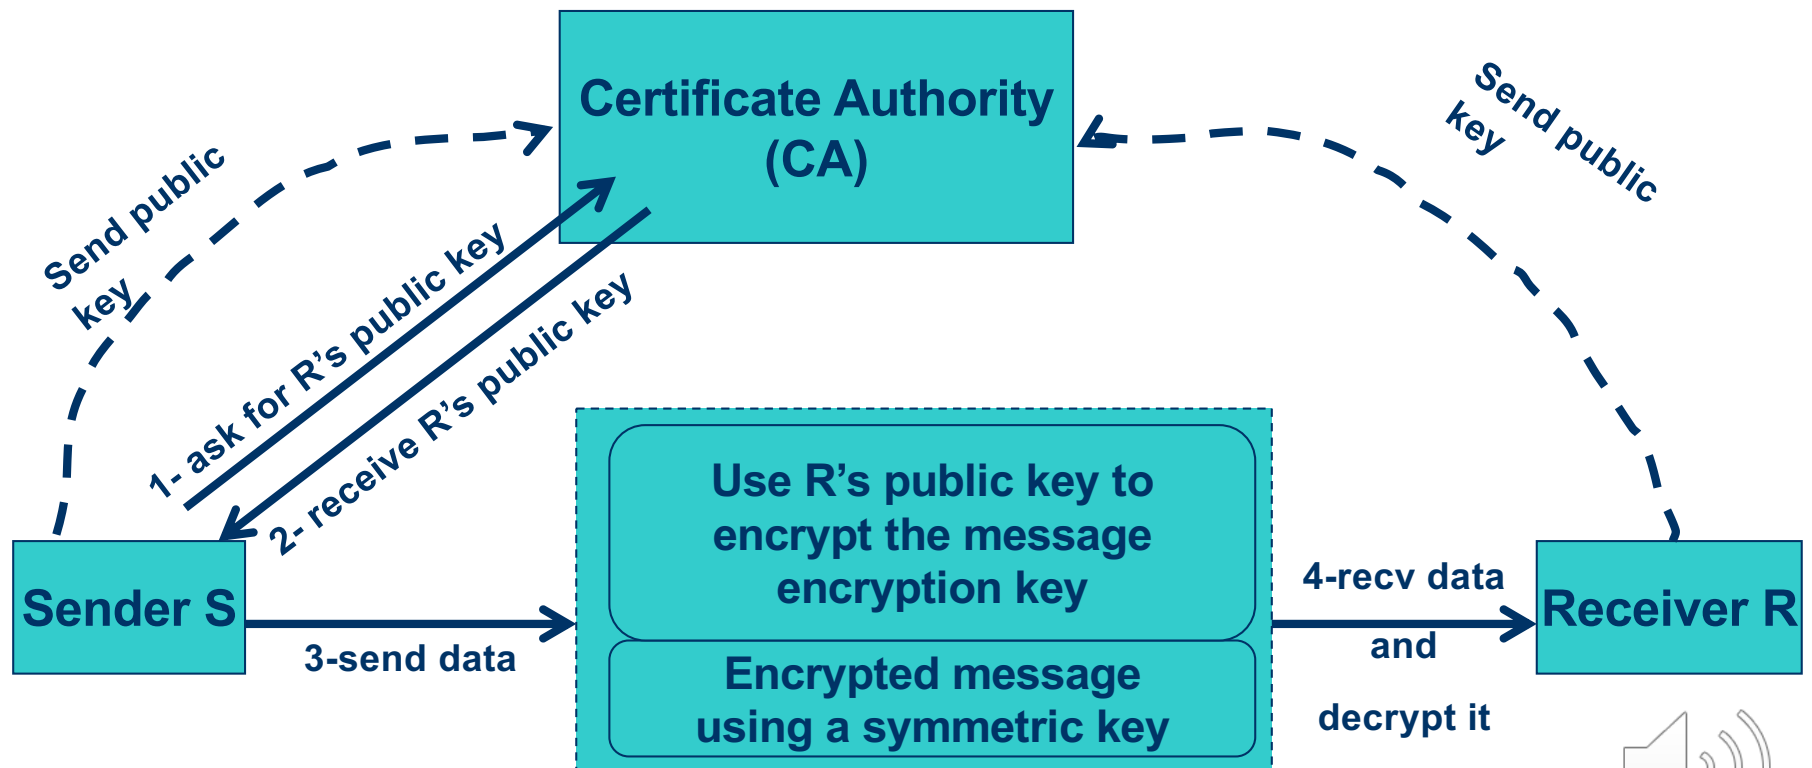 Certificate Authority
(CA)
Send public
key
Send public
key
1- ask for R’s public key
2- receive R’s public key
Use R’s public key to
encrypt the message
encryption key
Encrypted message
using a symmetric key
Sender S
3-send data
4-recv data
and
decrypt it
Receiver R